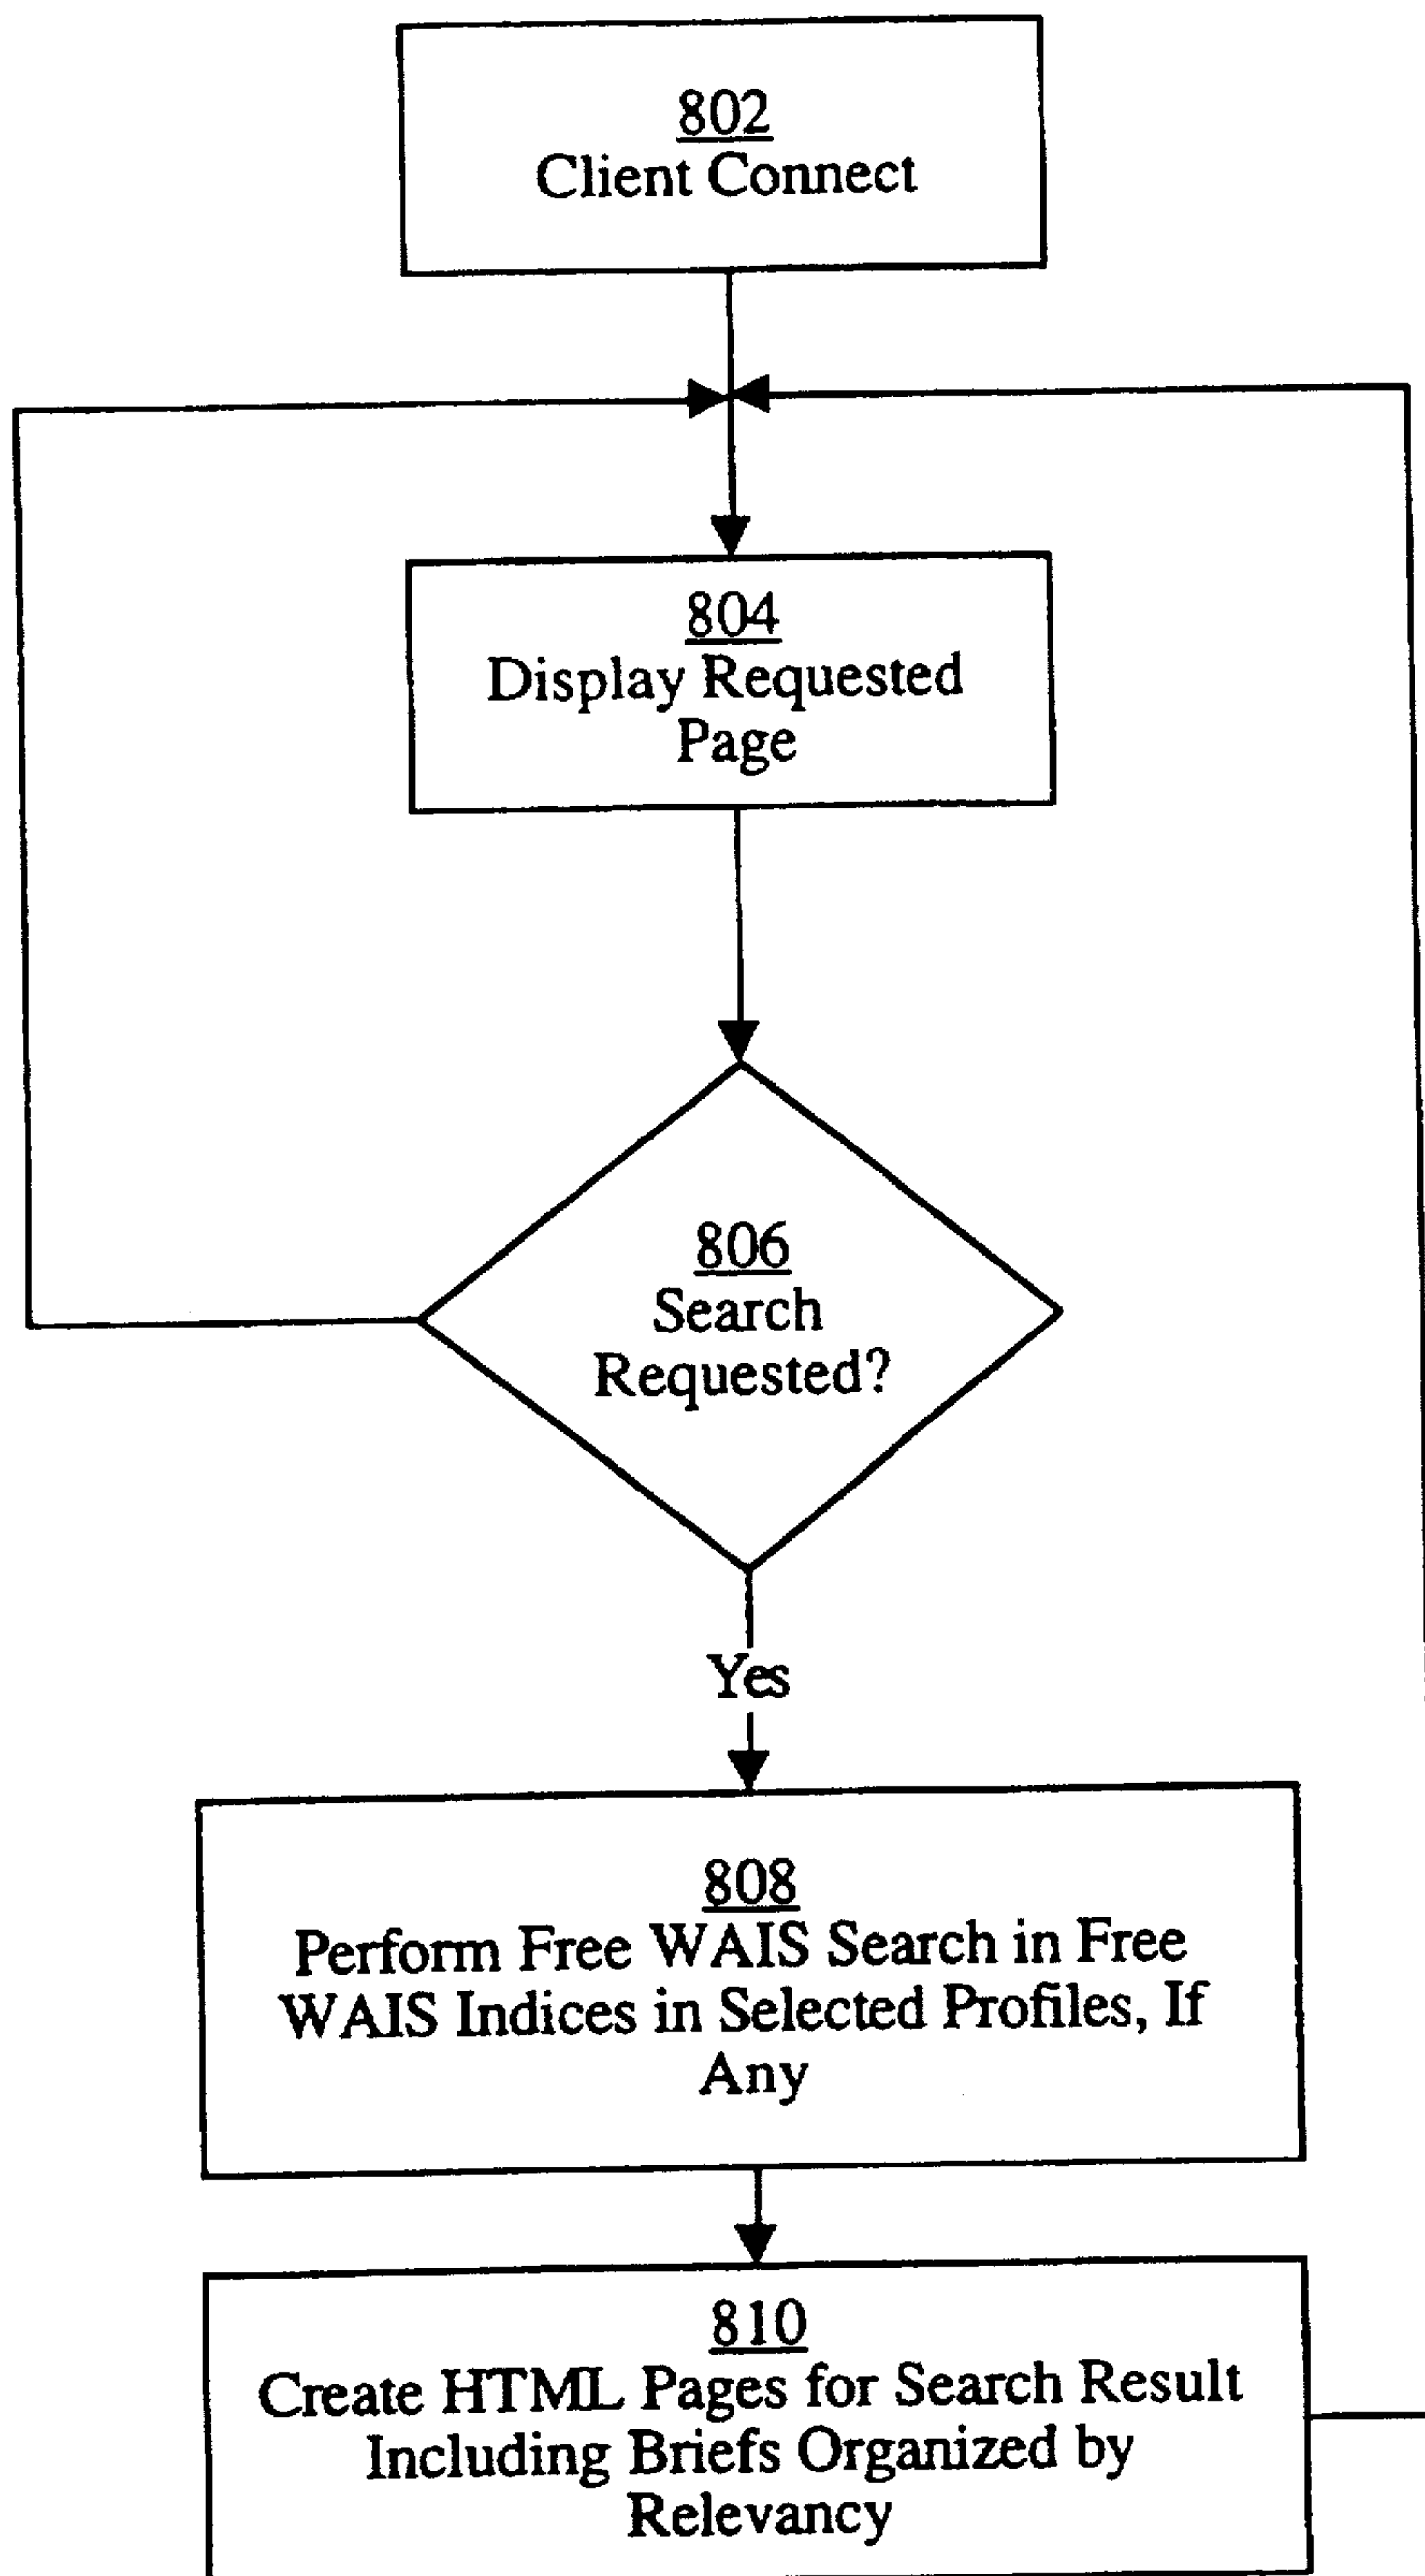 802
Client Connect
804
Display Requested
Page
806
Search
Requested?
Yes
808
Perform Free WAIS Search in Free
WAIS Indices in Selected Profiles, If
Any
810
Create HTML Pages for Search Result
Including Briefs Organized by
Relevancy